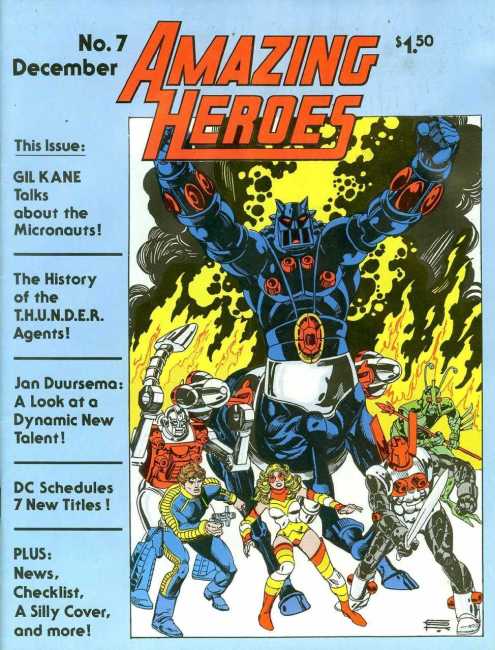 No. 7
December
AMAZING
HEROES
$1.50
This Issue:
GIL KANE
Talks
about the
Micronauts!
The History
of the
T.H.U.N.D.E.R.
Agents!
Jan Duursema:
A Look at a
Dynamic New
Talent!
DC Schedules
7 New Titles !
PLUS:
News,
Checklist,
A Silly Cover,
and more!